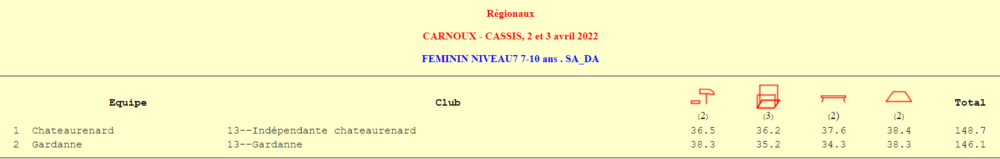 Régionaux
CARNOUX - CASSIS, 2 et 3 avril 2022
FEMININ NIVEAU7 7-10 ans . SA_DA
Equipe Club Total
(2) (3) (2) (2)
1 Chateaurenard 13--Indépendante chateaurenard 36.5 36.2 37.6 38.4 148.7
2 Gardanne 13--Gardanne 38.3 35.2 34.3 38.3 146.1